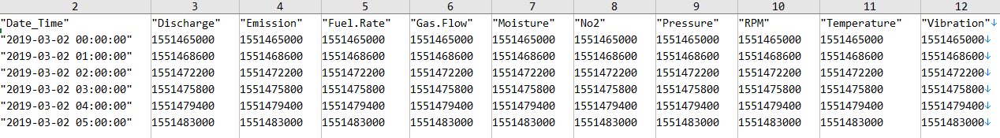 2 3 4 5 6 7 8 9 10 11 12
"Date_Time" "Discharge" "Emission" "Fuel.Rate" "Gas.Flow" "Moisture" "No2" "Pressure" "RPM" "Temperature" "Vibration"↓
"2019-03-02 00:00:00" 1551465000 1551465000 1551465000 1551465000 1551465000 1551465000 1551465000 1551465000 1551465000 1551465000↓
"2019-03-02 01:00:00" 1551468600 1551468600 1551468600 1551468600 1551468600 1551468600 1551468600 1551468600 1551468600 1551468600↓
"2019-03-02 02:00:00" 1551472200 1551472200 1551472200 1551472200 1551472200 1551472200 1551472200 1551472200 1551472200 1551472200↓
"2019-03-02 03:00:00" 1551475800 1551475800 1551475800 1551475800 1551475800 1551475800 1551475800 1551475800 1551475800 1551475800↓
"2019-03-02 04:00:00" 1551479400 1551479400 1551479400 1551479400 1551479400 1551479400 1551479400 1551479400 1551479400 1551479400↓
"2019-03-02 05:00:00" 1551483000 1551483000 1551483000 1551483000 1551483000 1551483000 1551483000 1551483000 1551483000 1551483000↓